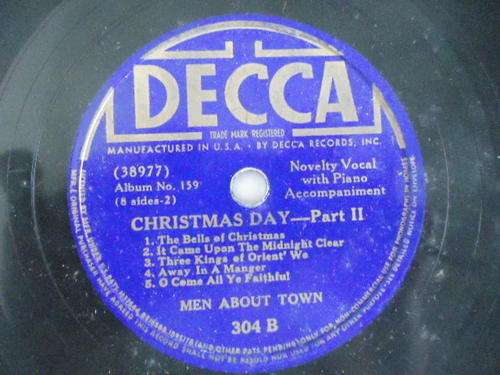 DECCA
TRADE MARK REGISTERED
MANUFACTURED IN U.S.A. • BY DECCA RECORDS, INC.
(38977)
Album No. 159
(8 sides-2)
Novelty Vocal
with Piano
Accompaniment
CHRISTMAS DAY—Part II
1. The Bells of Christmas
2. It Came Upon The Midnight Clear
3. Three Kings of Orient' We
4. Away In A Manger
5. O Come All Ye Faithful
MEN ABOUT TOWN
304 B